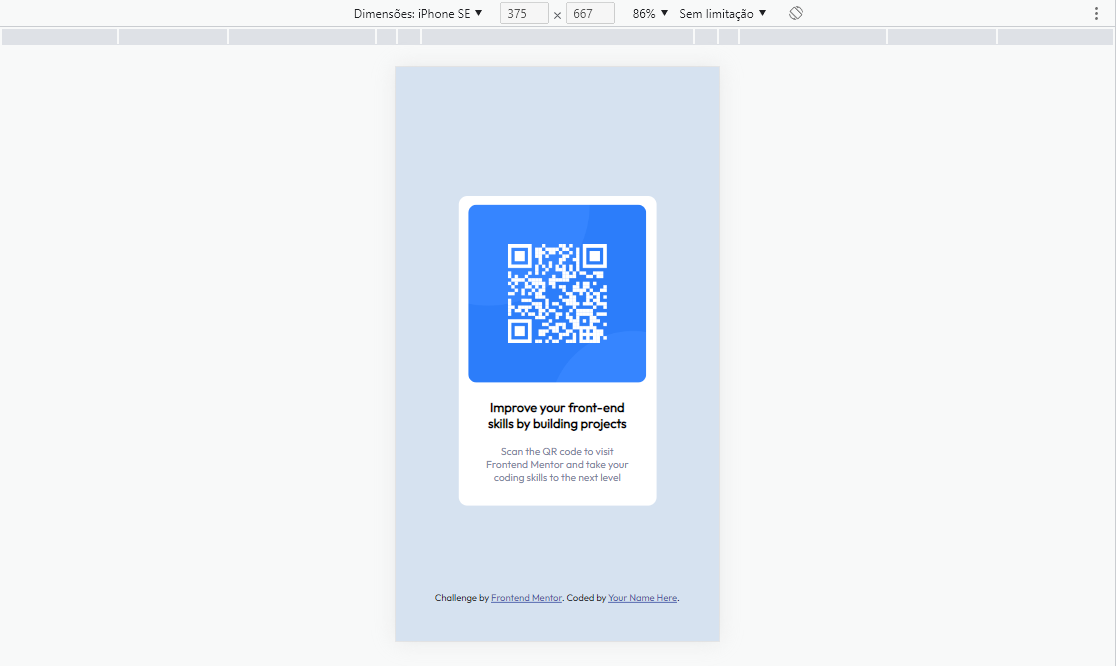 Dimensões: iPhone SE ▼ 375 × 667 86% ▼ Sem limitação ▼
Improve your front-end
skills by building projects
Scan the QR code to visit
Frontend Mentor and take your
coding skills to the next level
Challenge by Frontend Mentor. Coded by Your Name Here.